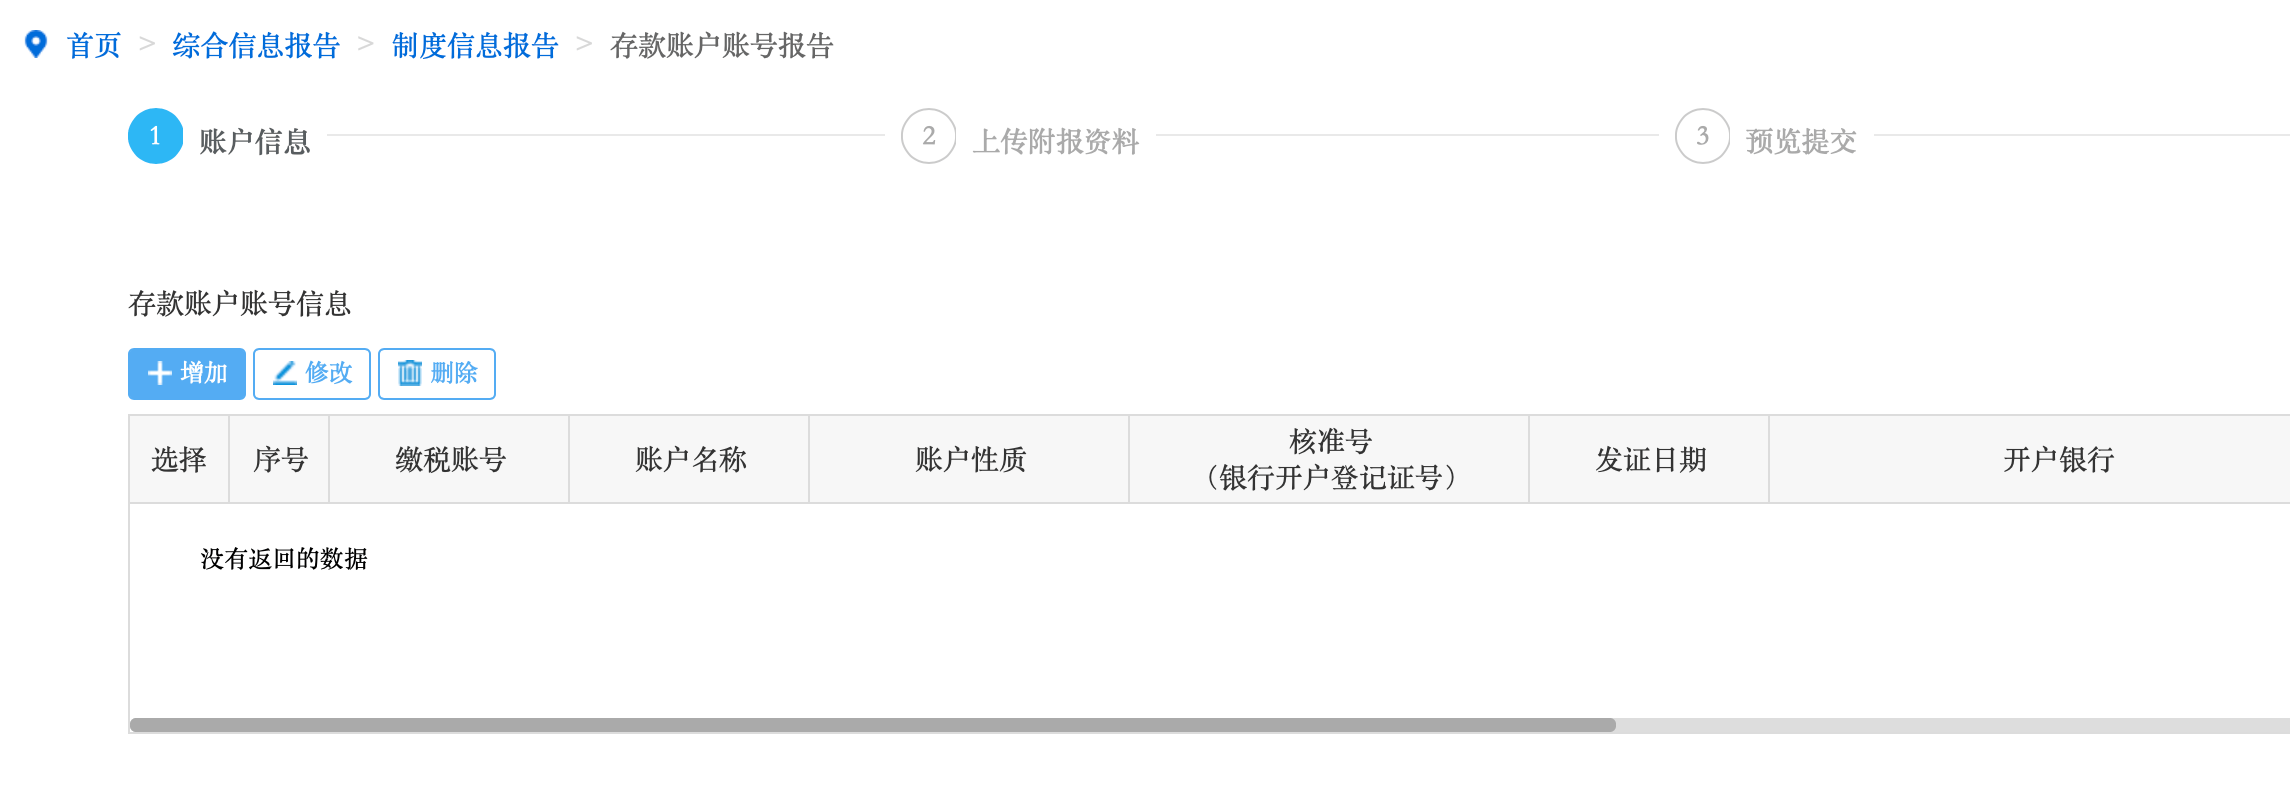 首页 > 综合信息报告 > 制度信息报告 > 存款账户账号报告
1 账户信息 2 上传附报资料 3 预览提交
存款账户账号信息
增加 修改 删除
选择 序号 缴税账号 账户名称 账户性质 核准号 发证日期 开户银行
（银行开户登记证号）
没有返回的数据